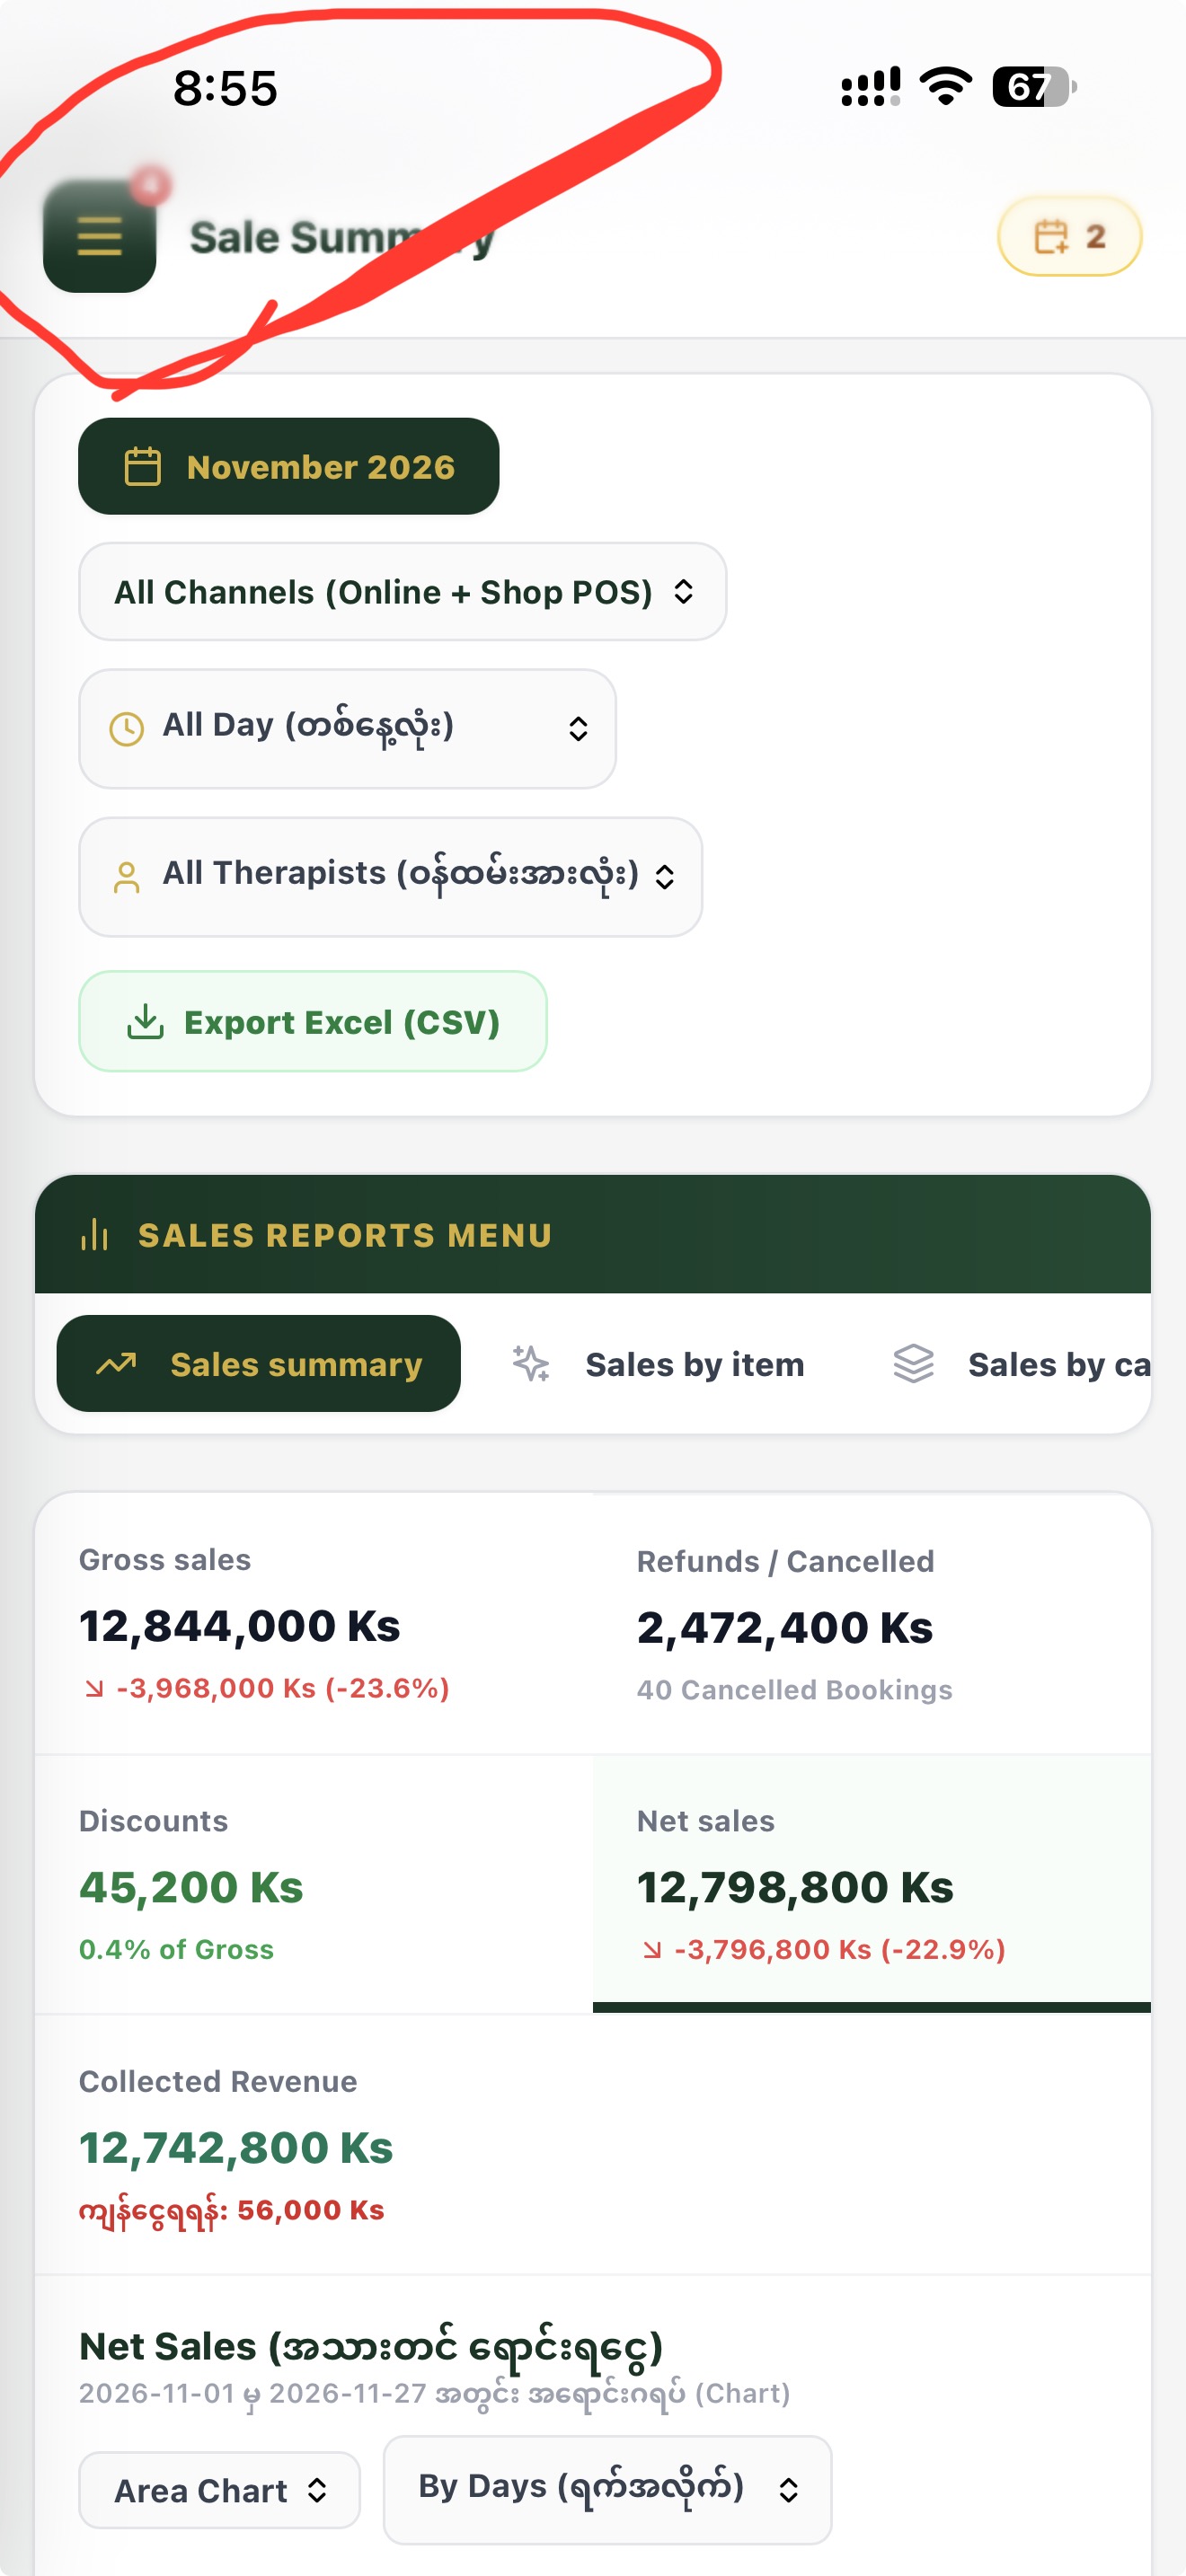 8:55
67
4
Sale Summary
2
November 2026
All Channels (Online + Shop POS)
All Day (တစ်နေ့လုံး)
All Therapists (ဝန်ထမ်းအားလုံး)
Export Excel (CSV)
SALES REPORTS MENU
Sales summary
Sales by item
Sales by ca
Gross sales
12,844,000 Ks
-3,968,000 Ks (-23.6%)
Refunds / Cancelled
2,472,400 Ks
40 Cancelled Bookings
Discounts
45,200 Ks
0.4% of Gross
Net sales
12,798,800 Ks
-3,796,800 Ks (-22.9%)
Collected Revenue
12,742,800 Ks
ကျန်ငွေရရန်: 56,000 Ks
Net Sales (အသားတင် ရောင်းရငွေ)
2026-11-01 မှ 2026-11-27 အတွင်း အရောင်းဂရပ် (Chart)
Area Chart
By Days (ရက်အလိုက်)